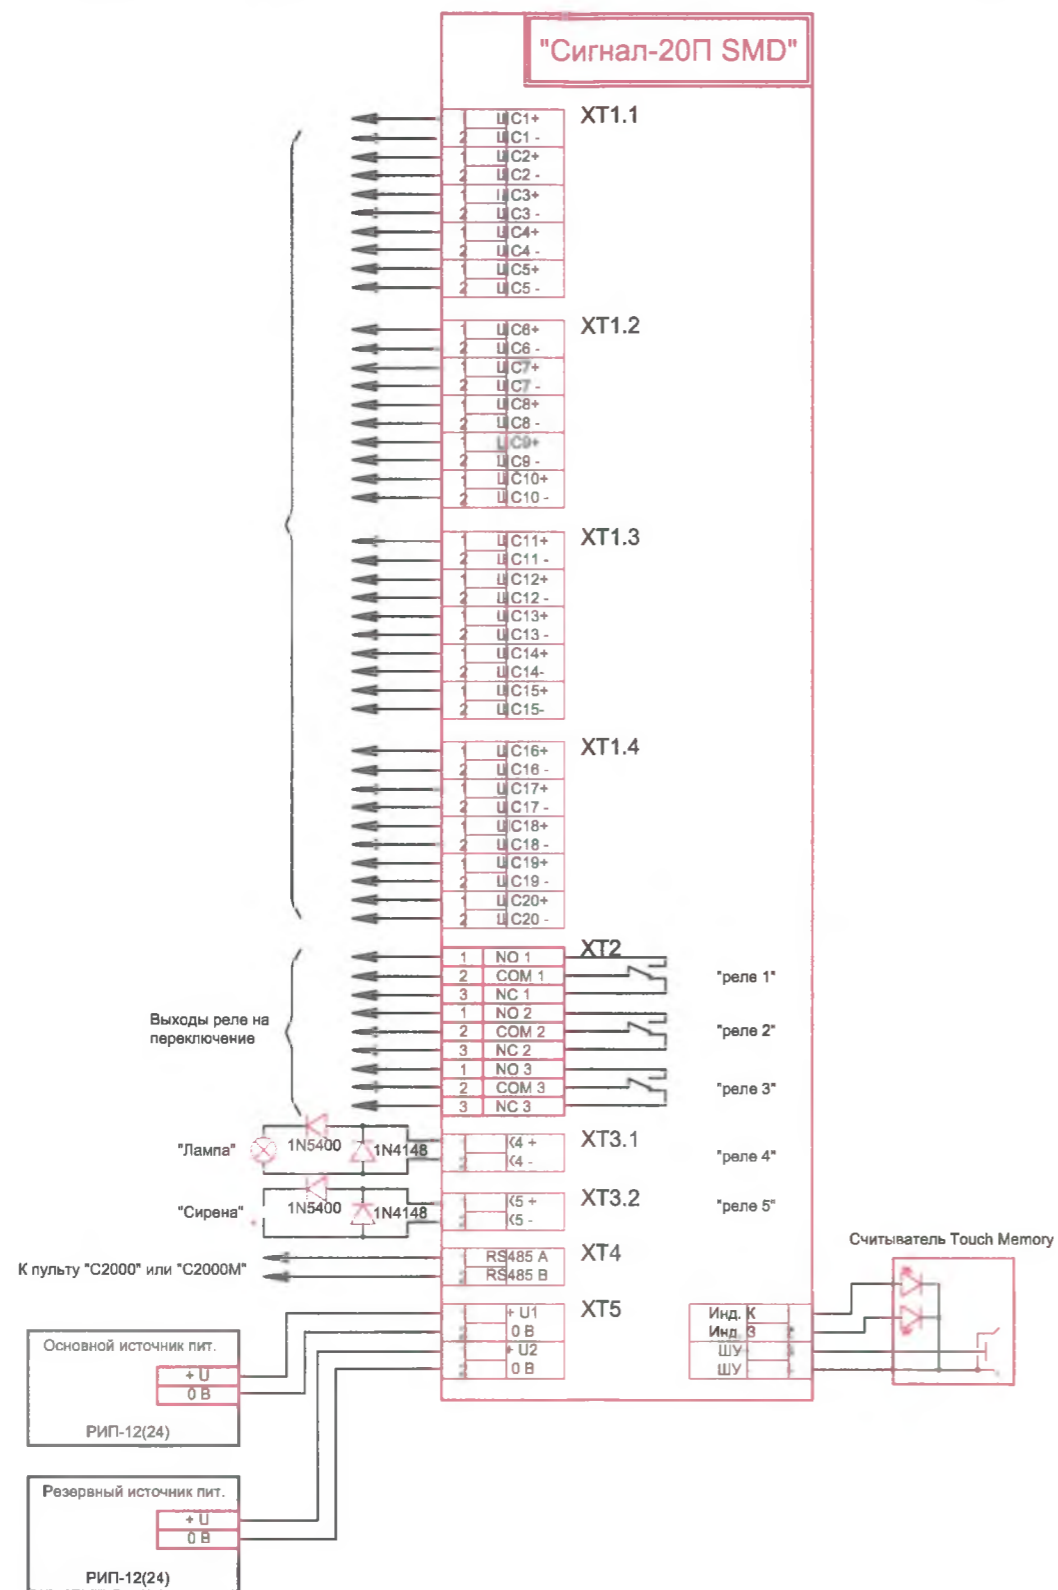 "Сигнал-20П SMD"
XT1.1
1 ШС1+
2 ШС1 -
1 ШС2+
2 ШС2 -
1 ШС3+
2 ШС3 -
1 ШС4+
2 ШС4 -
1 ШС5+
2 ШС5 -
XT1.2
1 ШС6+
2 ШС6 -
1 ШС7+
2 ШС7 -
1 ШС8+
2 ШС8 -
1 ШС9+
2 ШС9 -
1 ШС10+
2 ШС10 -
XT1.3
1 ШС11+
2 ШС11 -
1 ШС12+
2 ШС12 -
1 ШС13+
2 ШС13 -
1 ШС14+
2 ШС14-
1 ШС15+
2 ШС15-
XT1.4
1 ШС16+
2 ШС16 -
1 ШС17+
2 ШС17 -
1 ШС18+
2 ШС18 -
1 ШС19+
2 ШС19 -
1 ШС20+
2 ШС20 -
XT2
1 NO 1
2 COM 1
3 NC 1
"реле 1"
1 NO 2
2 COM 2
3 NC 2
"реле 2"
1 NO 3
2 COM 3
3 NC 3
"реле 3"
Выходы реле на
переключение
"Лампа"
1N5400
1N4148
К4 +
К4 -
XT3.1
"реле 4"
"Сирена"
1N5400
1N4148
К5 +
К5 -
XT3.2
"реле 5"
К пульту "С2000" или "С2000М"
RS485 A
RS485 B
XT4
XT5
+ U1
0 В
+ U2
0 В
Считыватель Touch Memory
Инд. К
Инд. З
ШУ
ШУ
Основной источник пит.
+ U
0 В
РИП-12(24)
Резервный источник пит.
+ U
0 В
РИП-12(24)